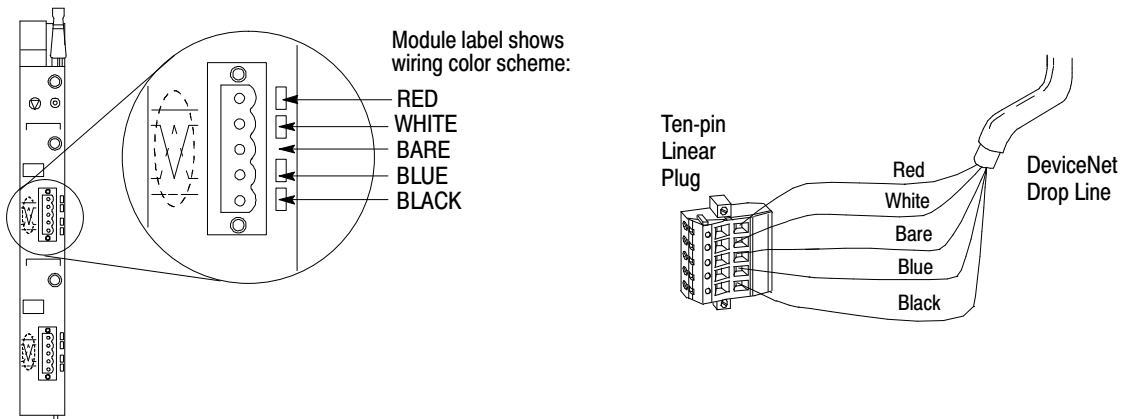 Module label shows
wiring color scheme:
RED
WHITE
BARE
BLUE
BLACK
Ten-pin
Linear
Plug
Red
White
Bare
Blue
Black
DeviceNet
Drop Line